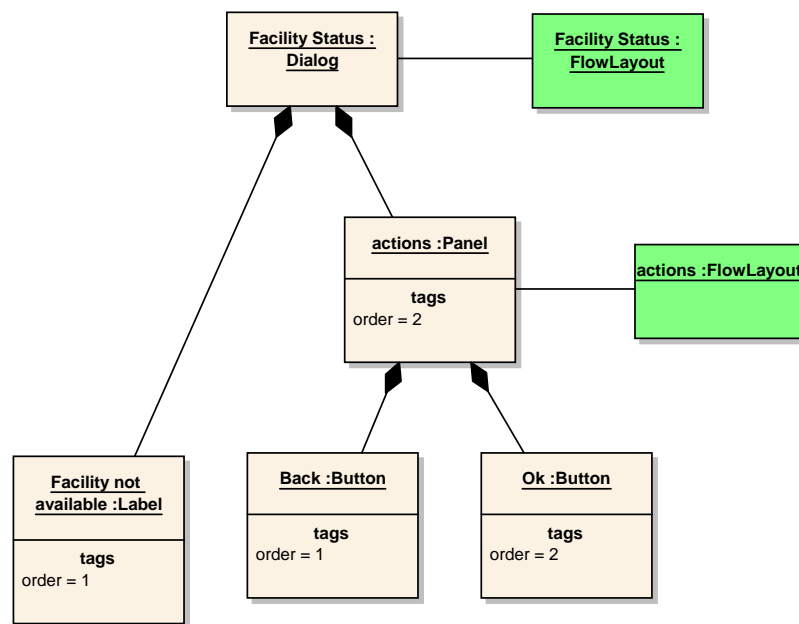 Facility Status :
Dialog
Facility Status :
FlowLayout
actions :Panel
tags
order = 2
actions :FlowLayout
Facility not
available :Label
tags
order = 1
Back :Button
tags
order = 1
Ok :Button
tags
order = 2